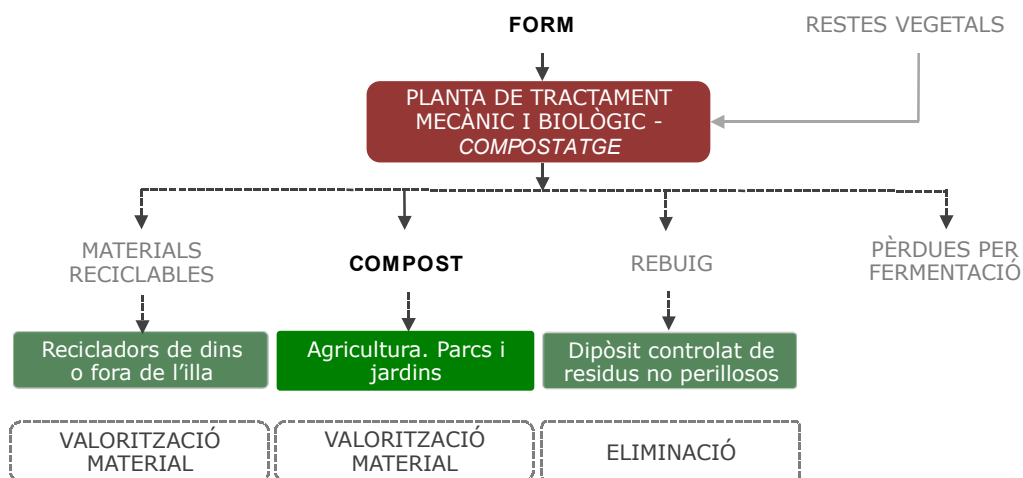 FORM
RESTES VEGETALS
PLANTA DE TRACTAMENT
MECÀNIC I BIOLÒGIC -
COMPOSTATGE
MATERIALS
RECICLABLES
COMPOST
REBUIG
PÈRDUES PER
FERMENTACIÓ
Recicladors de dins
o fora de l’illa
Agricultura. Parcs i
jardins
Dipòsit controlat de
residus no perillosos
VALORITZACIÓ
MATERIAL
VALORITZACIÓ
MATERIAL
ELIMINACIÓ